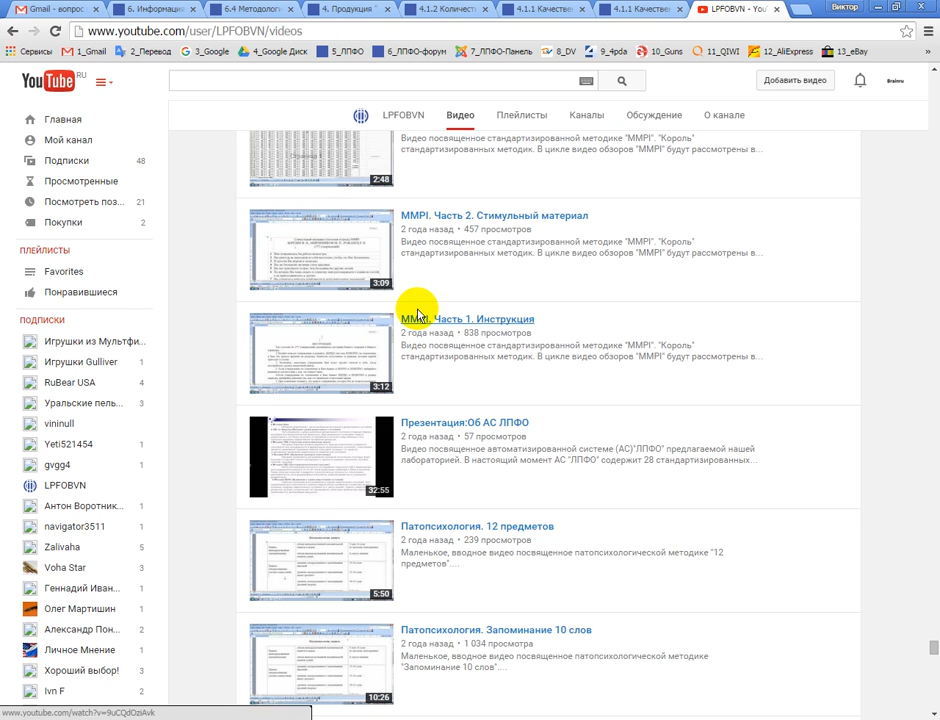 Gmail - вопрос
6. Информаци
6.4 Методолог
4. Продукция
4.1.2 Количест
4.1.1 Качестве
4.1.1 Качестве
LPFOBVN - You
Виктор
www.youtube.com/user/LPFOBVN/videos
Сервисы
1_Gmail
2_Перевод
3_Google
4_Google Диск
5_ЛПФО
6_ЛПФО-форум
7_ЛПФО-Панель
8_DV
9_4pda
10_Guns
11_QIWI
12_AliExpress
13_eBay
»
YouTube RU
Добавить видео
Brainru
LPFOBVN
Видео
Плейлисты
Каналы
Обсуждение
О канале
Главная
Мой канал
Подписки 48
Просмотренные
Посмотреть поз... 21
Покупки 2
ПЛЕЙЛИСТЫ
Favorites
Понравившиеся
ПОДПИСКИ
Игрушки из Мультфи...
Игрушки Gulliver 1
RuBear USA 4
Уральские пель... 3
vininull
Yeti521454 4
gvgg4 1
LPFOBVN
Антон Воротник... 1
navigator3511 1
Zalivaha 5
Voha Star 3
Геннадий Иван... 1
Олег Мартишин 1
Александр Пон... 1
Личное Мнение 1
Хороший выбор! 3
Ivn F 2
Видео посвященное стандартизированной методике "MMPI". "Король"
стандартизированных методик. В цикле видео обзоров "MMPI" будут рассмотрены в...
2:48
MMPI. Часть 2. Стимульный материал
2 года назад • 457 просмотров
Видео посвященное стандартизированной методике "MMPI". "Король"
стандартизированных методик. В цикле видео обзоров "MMPI" будут рассмотрены в...
3:09
MMPI. Часть 1. Инструкция
2 года назад • 838 просмотров
Видео посвященное стандартизированной методике "MMPI". "Король"
стандартизированных методик. В цикле видео обзоров "MMPI" будут рассмотрены в...
3:12
Презентация:Об АС ЛПФО
2 года назад • 57 просмотров
Видео посвященное автоматизированной системе (АС)"ЛПФО" предлагаемой нашей
лабораторией. В настоящий момент АС "ЛПФО" содержит 28 стандартизированных...
32:55
Патопсихология. 12 предметов
2 года назад • 239 просмотров
Маленькое, вводное видео посвященное патопсихологической методике "12
предметов"....
5:50
Патопсихология. Запоминание 10 слов
2 года назад • 1 034 просмотра
Маленькое, вводное видео посвященное патопсихологической методике
"Запоминание 10 слов"....
10:26
www.youtube.com/watch?v=9uCQdOziAvk